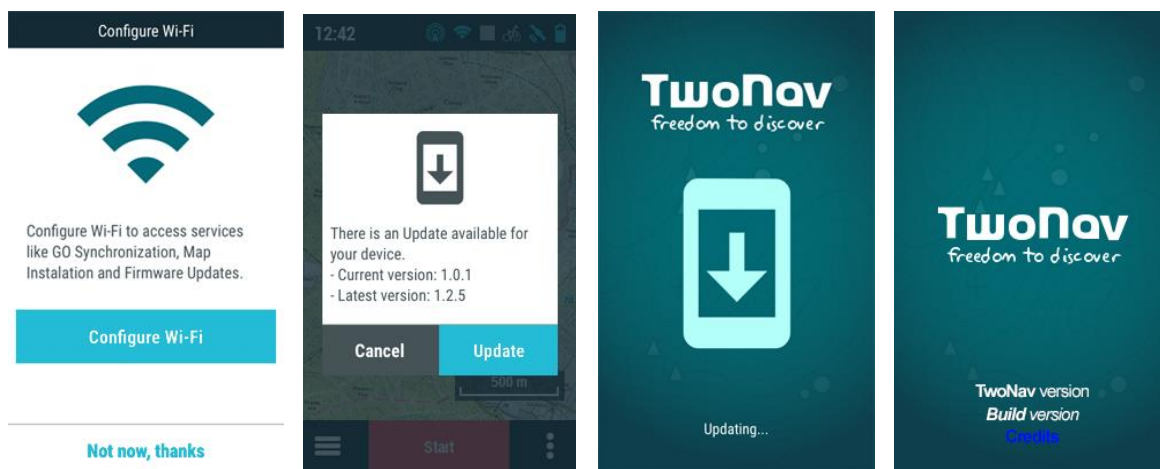 Configure Wi-Fi
Configure Wi-Fi to access services
like GO Synchronization, Map
Instalation and Firmware Updates.
Configure Wi-Fi
Not now, thanks
12:42
There is an Update available for
your device.
- Current version: 1.0.1
- Latest version: 1.2.5
Cancel
Update
500 m
Start
TwoNav
freedom to discover
Updating...
TwoNav
freedom to discover
TwoNav version
Build version
Credits